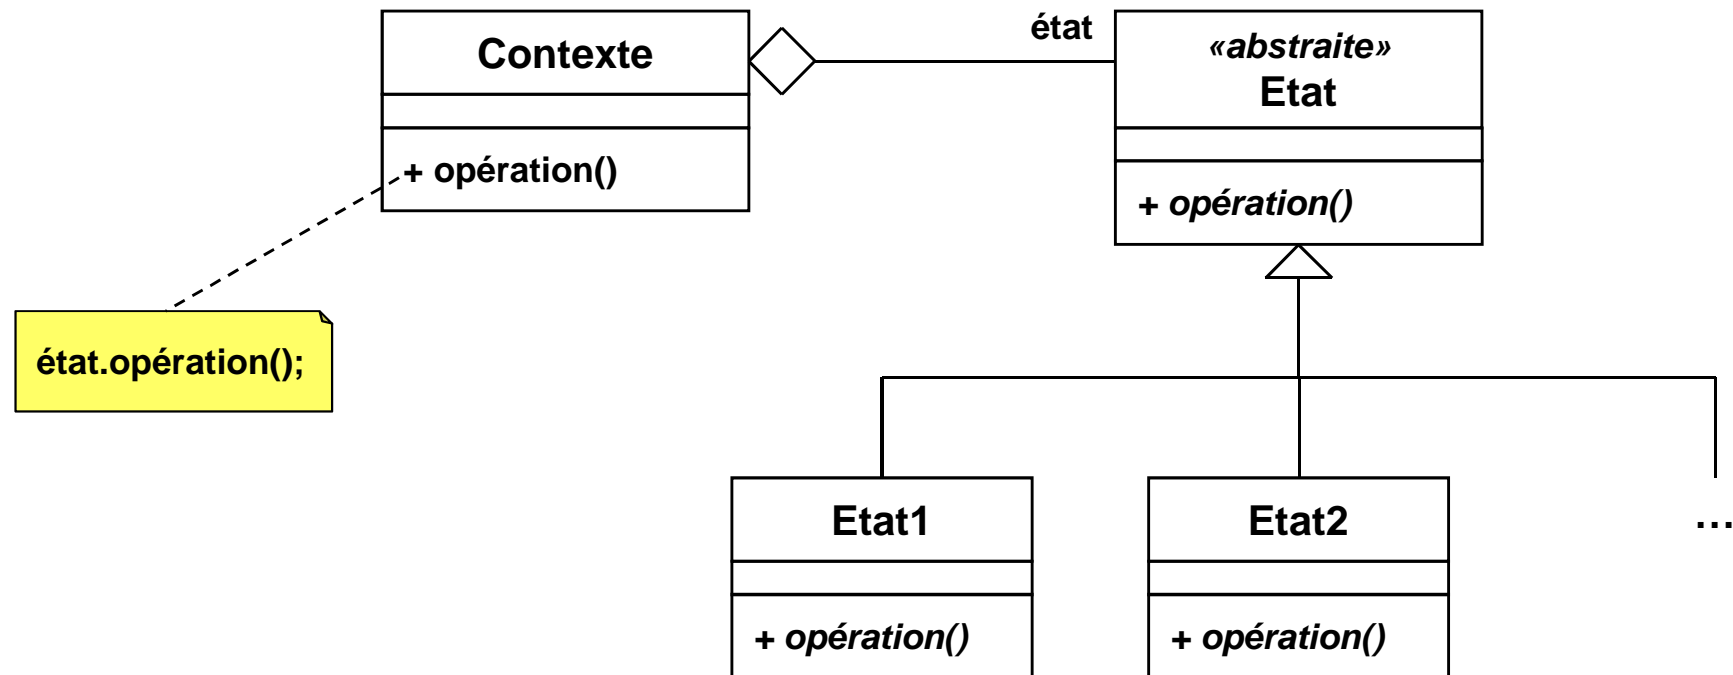 Contexte
+ opération()
état
«abstraite»
Etat
+ opération()
état.opération();
Etat1
+ opération()
Etat2
+ opération()
...